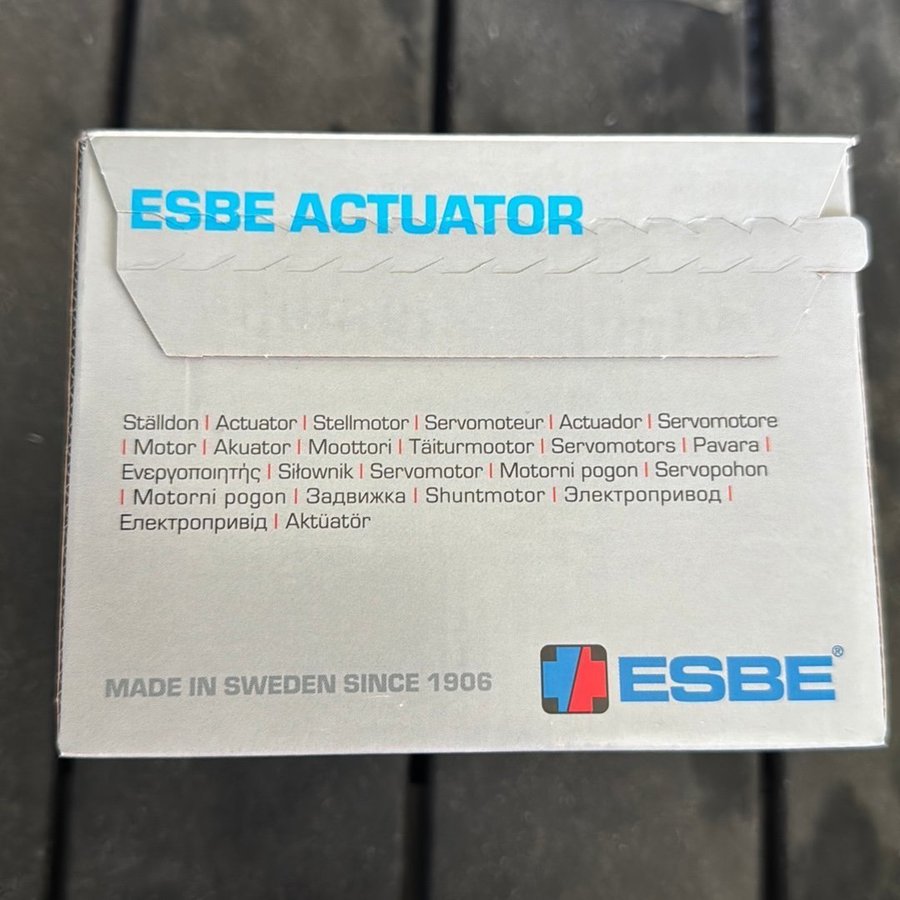 ESBE ACTUATOR
Ställdon | Actuator | Stellmotor | Servomoteur | Actuador | Servomotore
| Motor | Akuator | Moottori | Täiturmootor | Servomotors | Pavara |
Ενεργοποιητής | Siłownik | Servomotor | Motorni pogon | Servopohon
| Motorni pogon | Задвижка | Shuntmotor | Электропривод |
Електропривід | Aktüatör
MADE IN SWEDEN SINCE 1906
ESBE®